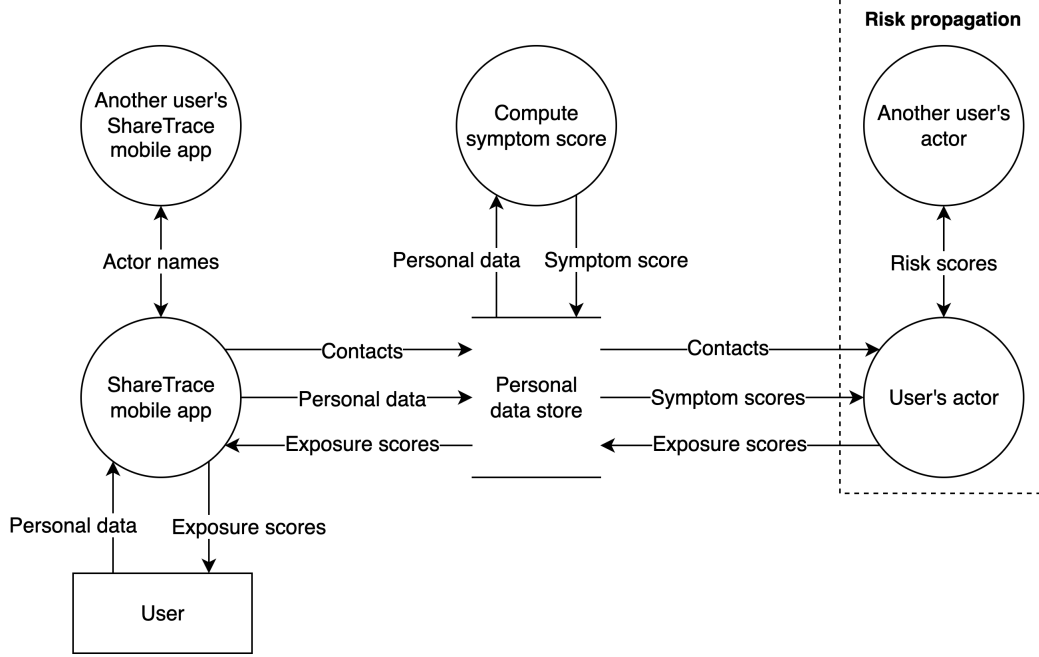 Risk propagation
Another user's
ShareTrace
mobile app
Compute
symptom score
Another user's
actor
Actor names
Personal data
Symptom score
Risk scores
ShareTrace
mobile app
Contacts
Personal data
Exposure scores
Personal
data store
Contacts
Symptom scores
Exposure scores
User's actor
Personal data
Exposure scores
User